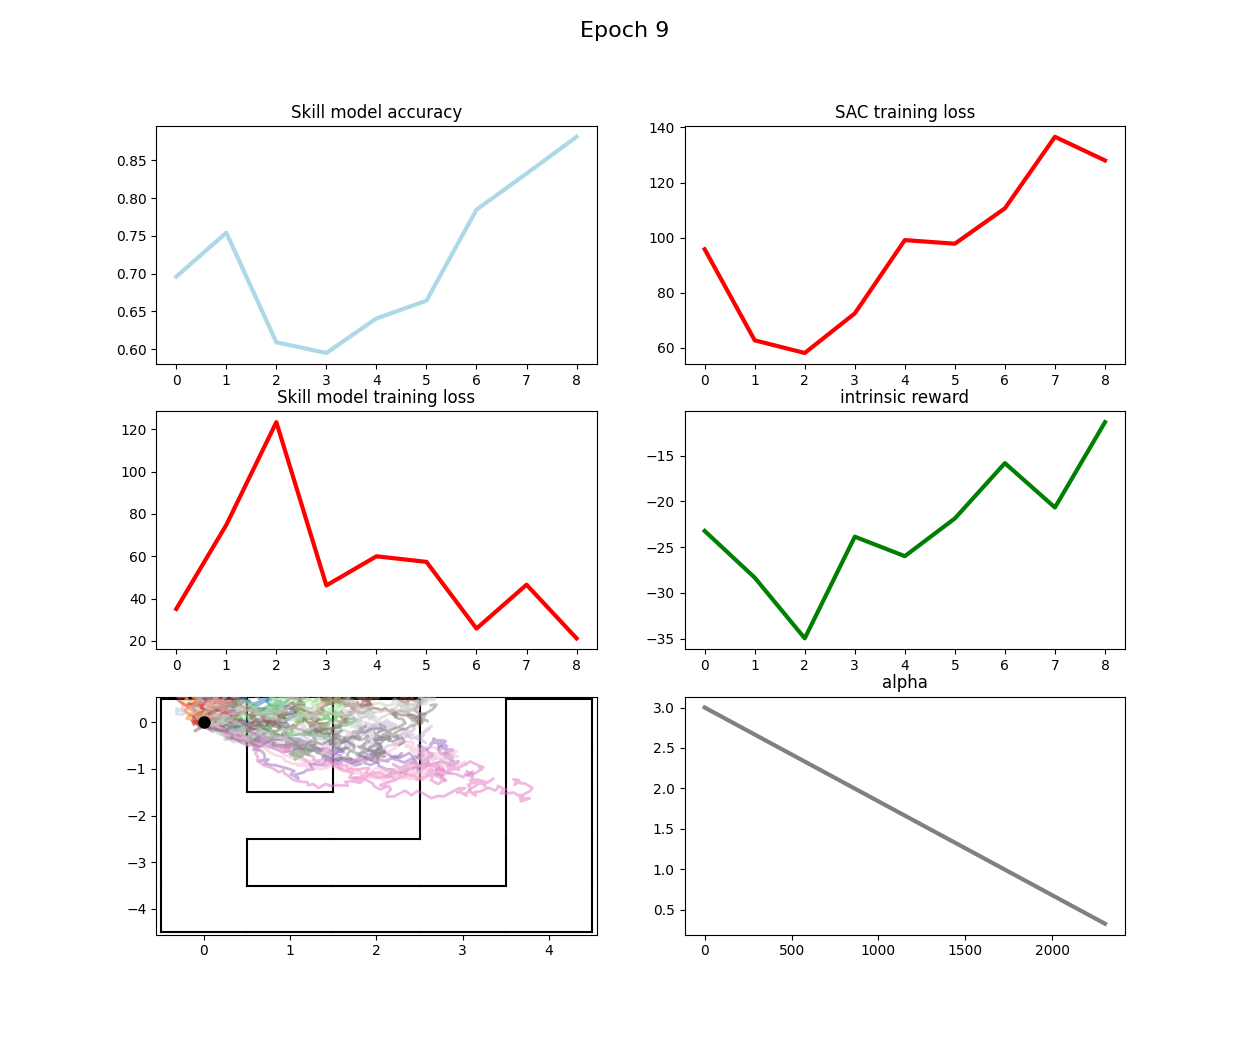 Epoch 9
Skill model accuracy
0.85
0.80
0.75
0.70
0.65
0.60
0 1 2 3 4 5 6 7 8
SAC training loss
140
120
100
80
60
0 1 2 3 4 5 6 7 8
Skill model training loss
120
100
80
60
40
20
0 1 2 3 4 5 6 7 8
intrinsic reward
−15
−20
−25
−30
−35
0 1 2 3 4 5 6 7 8
0
−1
−2
−3
−4
0 1 2 3 4
alpha
3.0
2.5
2.0
1.5
1.0
0.5
0 500 1000 1500 2000